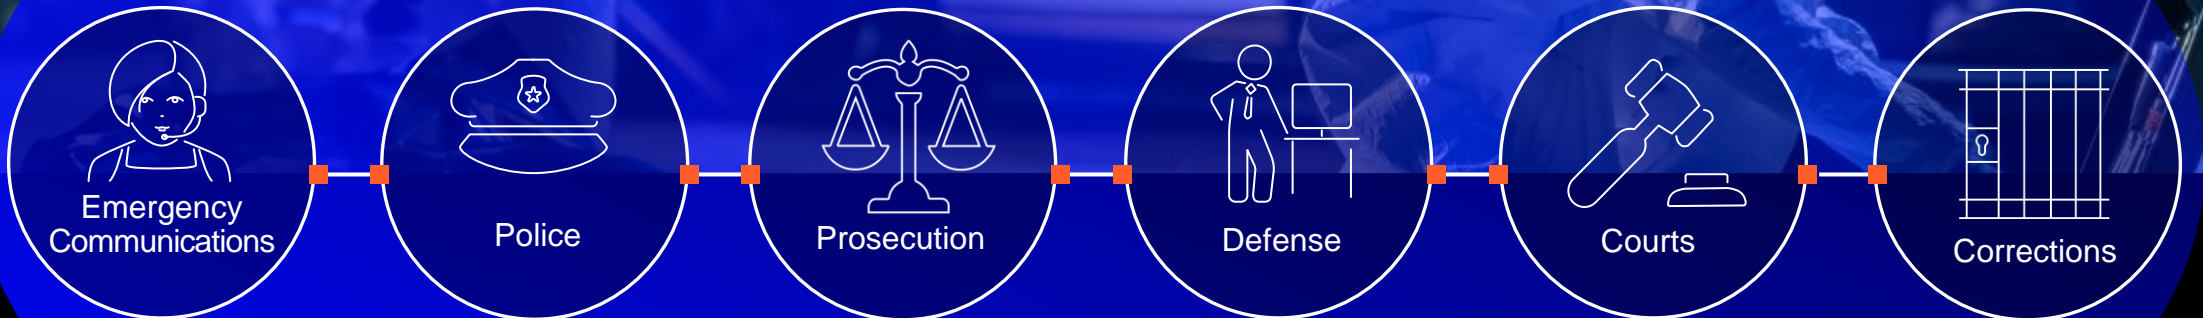 Emergency
Communications
Police
Prosecution
Defense
Courts
Corrections